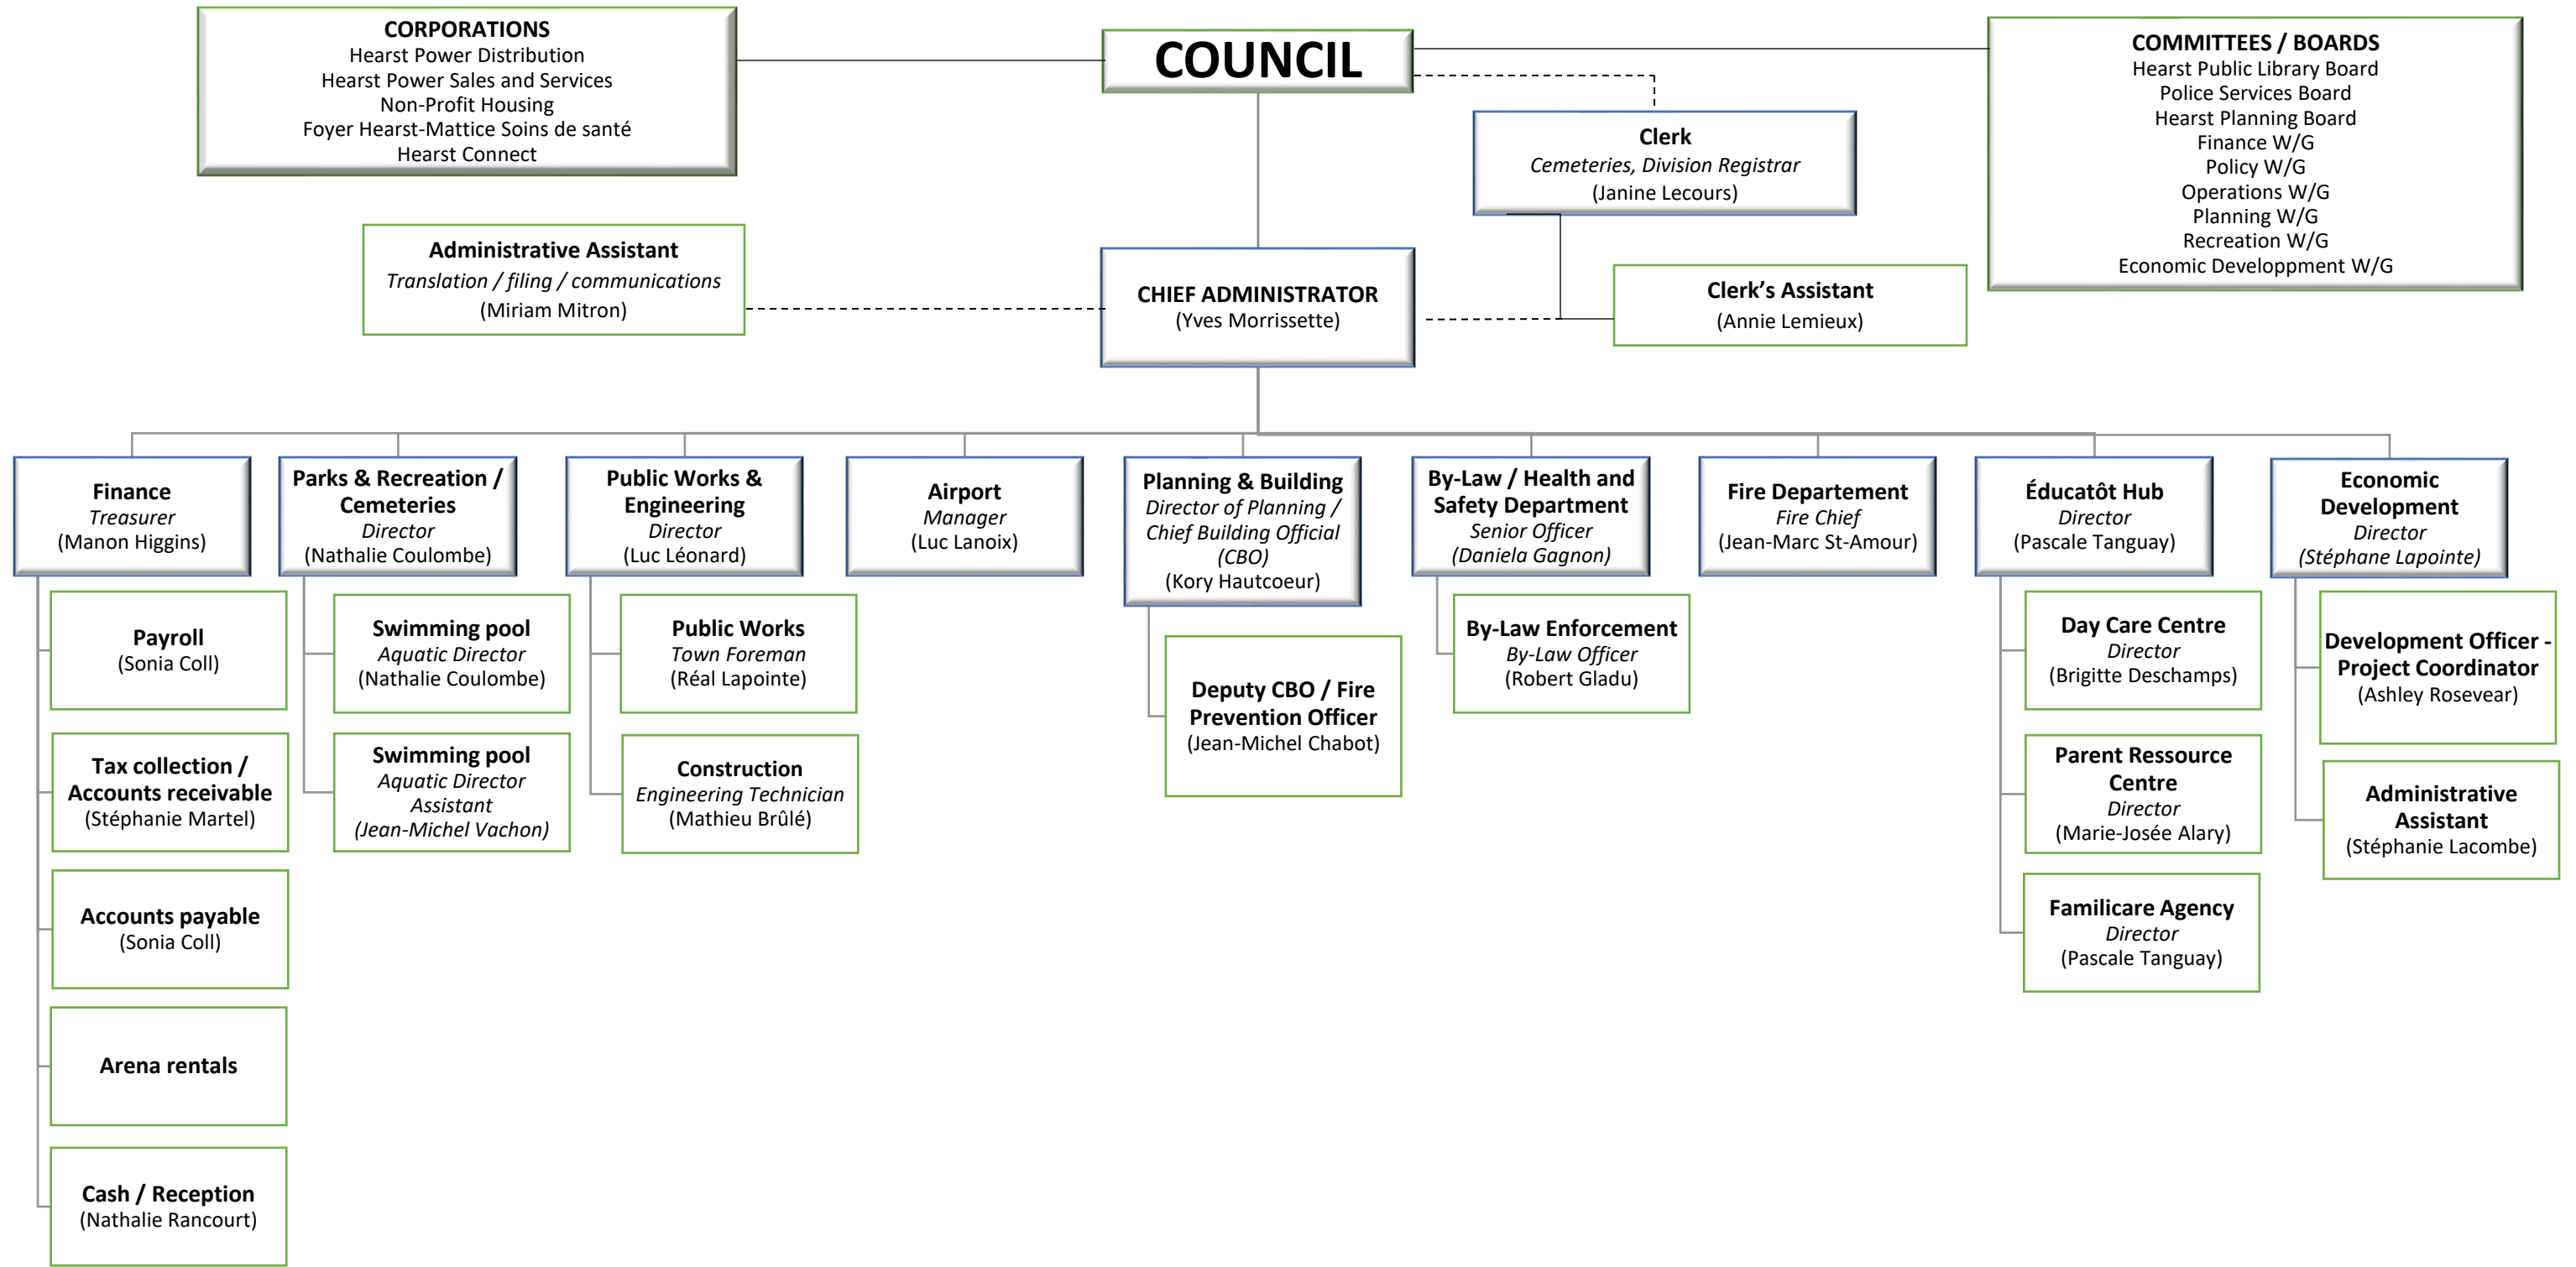 CORPORATIONS
Hearst Power Distribution
Hearst Power Sales and Services
Non-Profit Housing
Foyer Hearst-Mattice Soins de santé
Hearst Connect
COUNCIL
COMMITTEES / BOARDS
Hearst Public Library Board
Police Services Board
Hearst Planning Board
Finance W/G
Policy W/G
Operations W/G
Planning W/G
Recreation W/G
Economic Developpment W/G
Clerk
Cemeteries, Division Registrar
(Janine Lecours)
Administrative Assistant
Translation / filing / communications
(Miriam Mitron)
CHIEF ADMINISTRATOR
(Yves Morrissette)
Clerk’s Assistant
(Annie Lemieux)
Finance
Treasurer
(Manon Higgins)
Parks & Recreation /
Cemeteries
Director
(Nathalie Coulombe)
Public Works &
Engineering
Director
(Luc Léonard)
Airport
Manager
(Luc Lanoix)
Planning & Building
Director of Planning /
Chief Building Official
(CBO)
(Kory Hautcoeur)
By-Law / Health and
Safety Department
Senior Officer
(Daniela Gagnon)
Fire Departement
Fire Chief
(Jean-Marc St-Amour)
Éducatôt Hub
Director
(Pascale Tanguay)
Economic
Development
Director
(Stéphane Lapointe)
Payroll
(Sonia Coll)
Tax collection /
Accounts receivable
(Stéphanie Martel)
Accounts payable
(Sonia Coll)
Arena rentals
Cash / Reception
(Nathalie Rancourt)
Swimming pool
Aquatic Director
(Nathalie Coulombe)
Swimming pool
Aquatic Director
Assistant
(Jean-Michel Vachon)
Public Works
Town Foreman
(Réal Lapointe)
Construction
Engineering Technician
(Mathieu Brûlé)
Deputy CBO / Fire
Prevention Officer
(Jean-Michel Chabot)
By-Law Enforcement
By-Law Officer
(Robert Gladu)
Day Care Centre
Director
(Brigitte Deschamps)
Parent Ressource
Centre
Director
(Marie-Josée Alary)
Familicare Agency
Director
(Pascale Tanguay)
Development Officer -
Project Coordinator
(Ashley Rosevear)
Administrative
Assistant
(Stéphanie Lacombe)